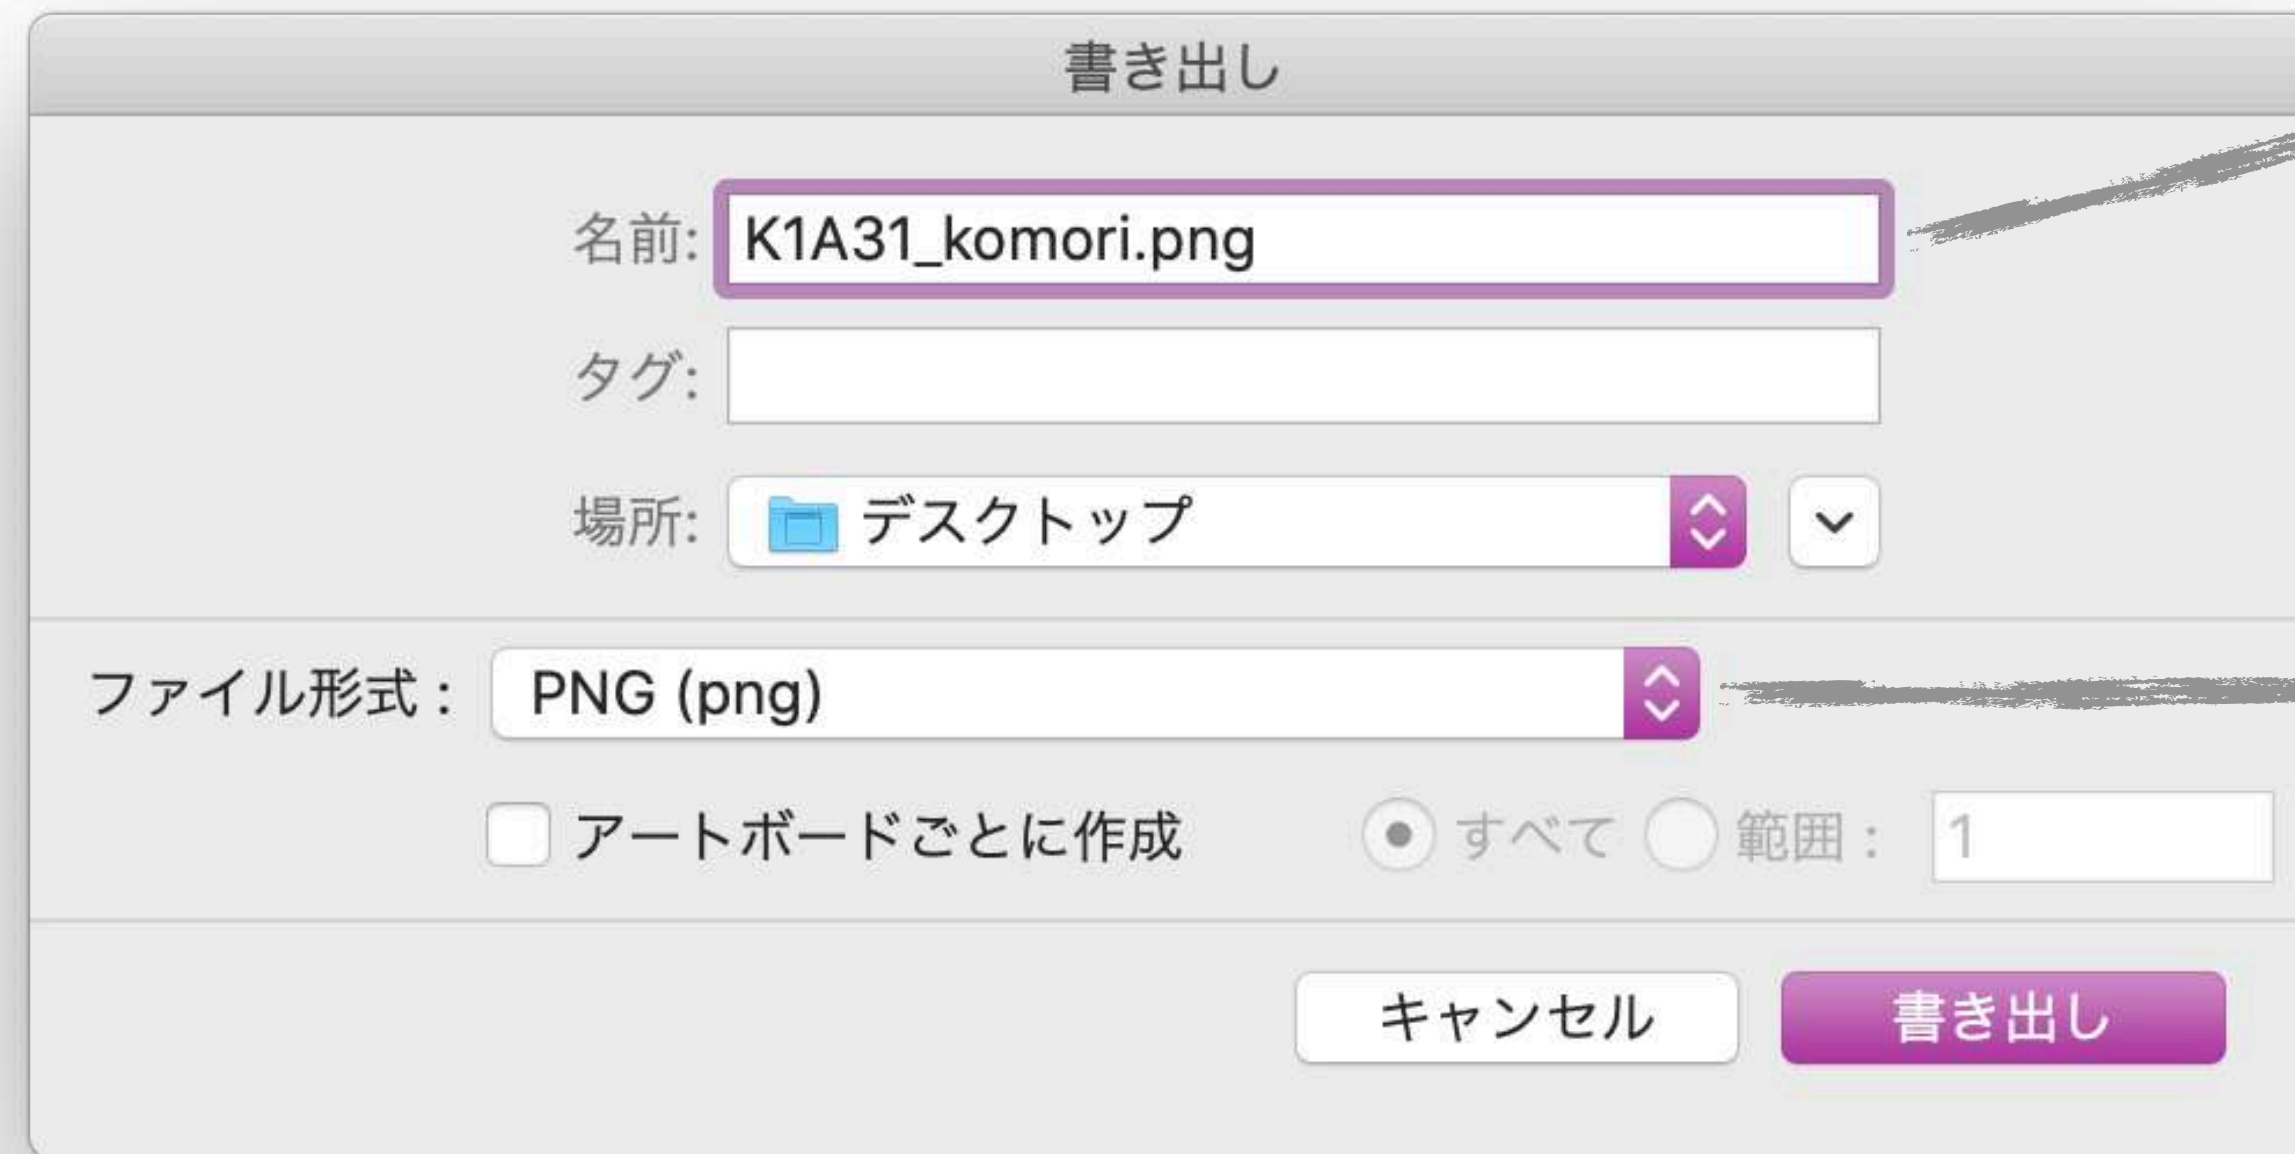 書き出し
名前: K1A31_komori.png
タグ:
場所: デスクトップ
ファイル形式 : PNG (png)
アートボードごとに作成 すべて 範囲 : 1
キャンセル 書き出し